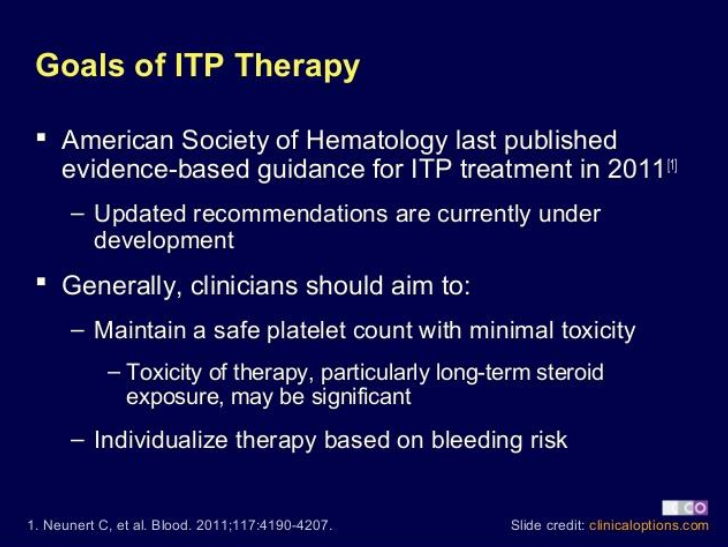 Goals of ITP Therapy
▪ American Society of Hematology last published
evidence-based guidance for ITP treatment in 2011[1]
– Updated recommendations are currently under
development
▪ Generally, clinicians should aim to:
– Maintain a safe platelet count with minimal toxicity
– Toxicity of therapy, particularly long-term steroid
exposure, may be significant
– Individualize therapy based on bleeding risk
CO
1. Neunert C, et al. Blood. 2011;117:4190-4207.
Slide credit: clinicaloptions.com